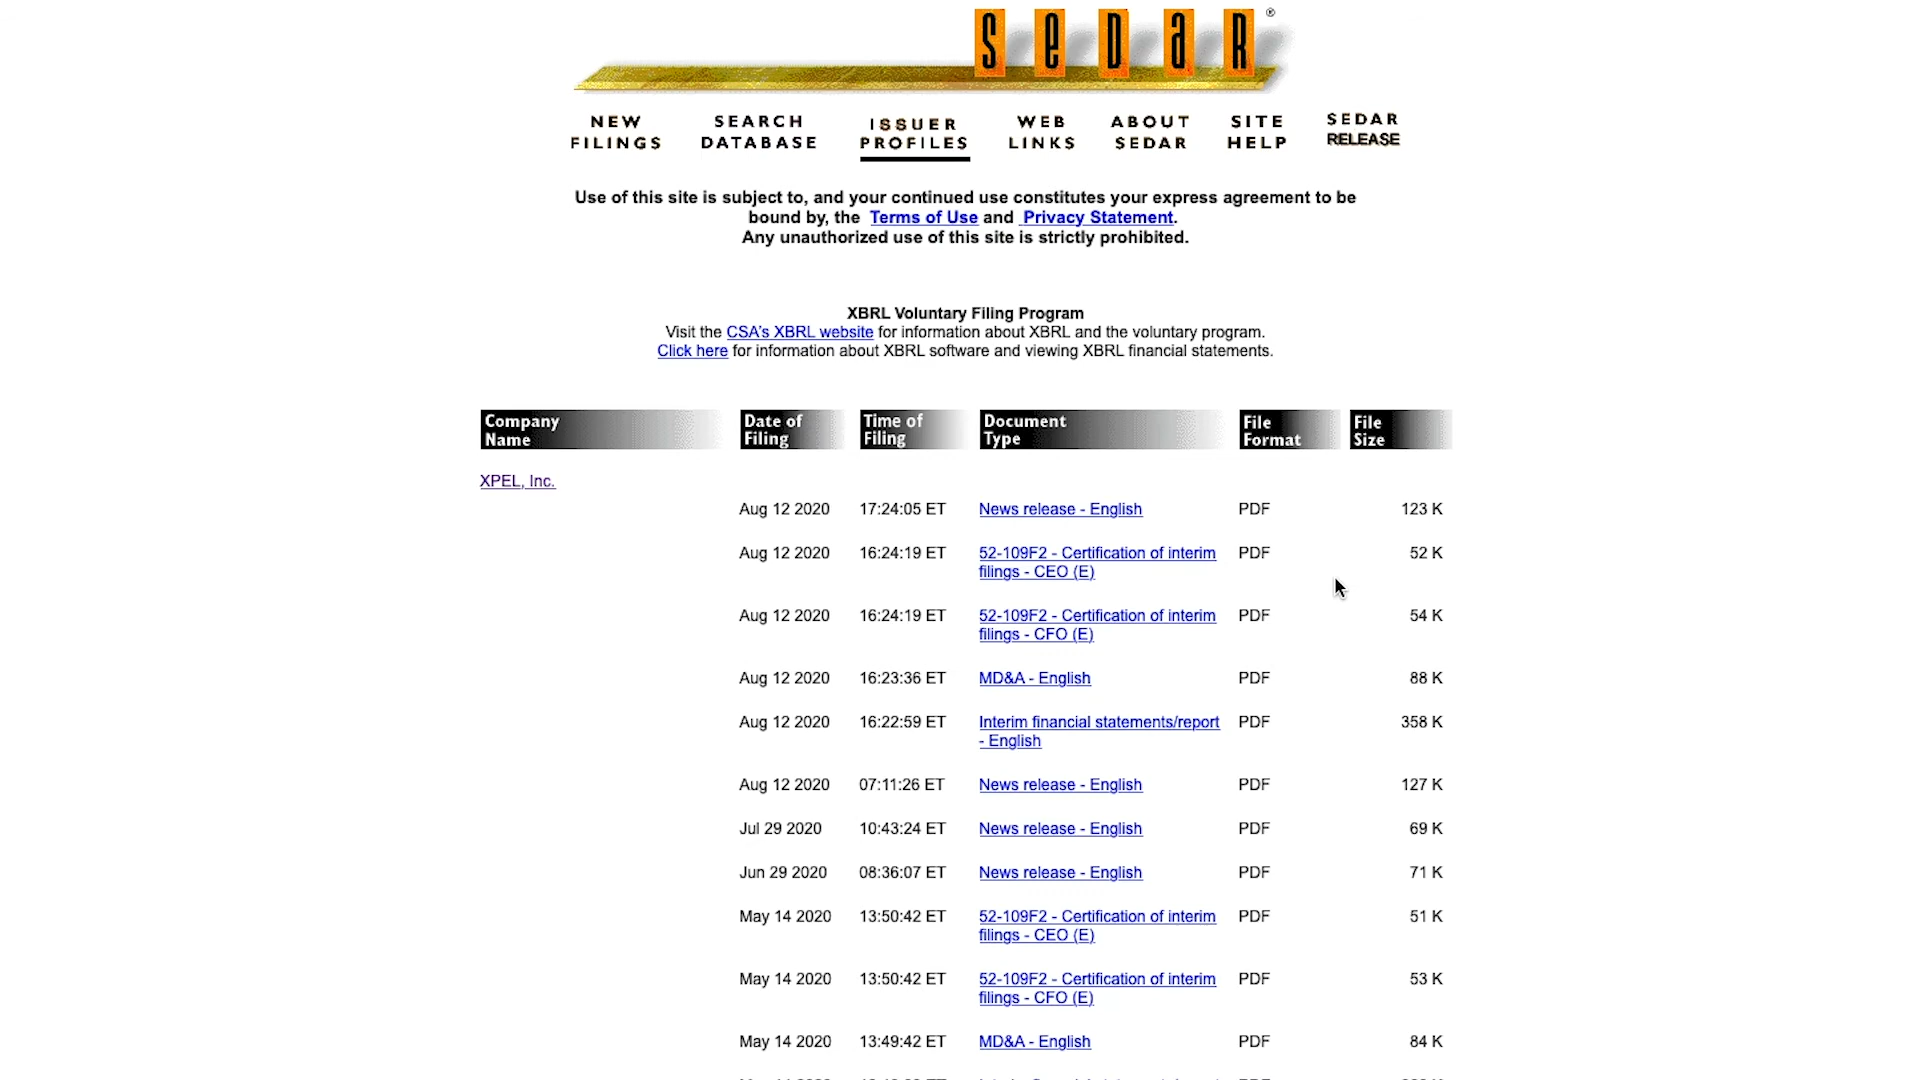 SeDaR ®
NEW FILINGS
SEARCH DATABASE
ISSUER PROFILES
WEB LINKS
ABOUT SEDAR
SITE HELP
SEDAR RELEASE
Use of this site is subject to, and your continued use constitutes your express agreement to be
bound by, the Terms of Use and Privacy Statement.
Any unauthorized use of this site is strictly prohibited.
XBRL Voluntary Filing Program
Visit the CSA's XBRL website for information about XBRL and the voluntary program.
Click here for information about XBRL software and viewing XBRL financial statements.
Company Name Date of Filing Time of Filing Document Type File Format File Size
XPEL, Inc.
Aug 12 2020 17:24:05 ET News release - English PDF 123 K
Aug 12 2020 16:24:19 ET 52-109F2 - Certification of interim PDF 52 K
filings - CEO (E)
Aug 12 2020 16:24:19 ET 52-109F2 - Certification of interim PDF 54 K
filings - CFO (E)
Aug 12 2020 16:23:36 ET MD&A - English PDF 88 K
Aug 12 2020 16:22:59 ET Interim financial statements/report PDF 358 K
- English
Aug 12 2020 07:11:26 ET News release - English PDF 127 K
Jul 29 2020 10:43:24 ET News release - English PDF 69 K
Jun 29 2020 08:36:07 ET News release - English PDF 71 K
May 14 2020 13:50:42 ET 52-109F2 - Certification of interim PDF 51 K
filings - CEO (E)
May 14 2020 13:50:42 ET 52-109F2 - Certification of interim PDF 53 K
filings - CFO (E)
May 14 2020 13:49:42 ET MD&A - English PDF 84 K